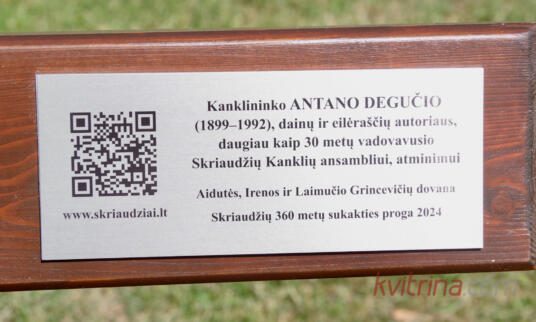 Kanklininko ANTANO DEGUČIO
(1899–1992), dainų ir eilėraščių autoriaus,
daugiau kaip 30 metų vadovavusio
Skriaudžių Kanklių ansambliui, atminimui
Aidutės, Irenos ir Laimučio Grincevičių dovana
Skriaudžių 360 metų sukakties proga 2024
www.skriaudziai.lt
kvitrina.com